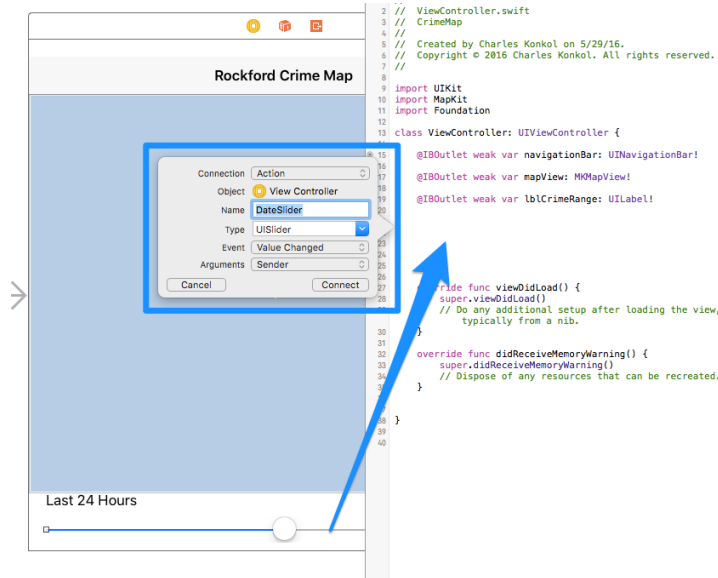 Rockford Crime Map
Connection Action
Object View Controller
Name DateSlider
Type UISlider
Event Value Changed
Arguments Sender
Cancel Connect
Last 24 Hours
2 // ViewController.swift
3 // CrimeMap
4 //
5 // Created by Charles Konkol on 5/29/16.
6 // Copyright © 2016 Charles Konkol. All rights reserved.
7 //
8
9 import UIKit
10 import MapKit
11 import Foundation
12
13 class ViewController: UIViewController {
15 @IBOutlet weak var navigationBar: UINavigationBar!
16
17 @IBOutlet weak var mapView: MKMapView!
18
19 @IBOutlet weak var lblCrimeRange: UILabel!
20
23
24
25
26
27 override func viewDidLoad() {
28 super.viewDidLoad()
// Do any additional setup after loading the view,
typically from a nib.
30 }
31
32 override func didReceiveMemoryWarning() {
33 super.didReceiveMemoryWarning()
34 // Dispose of any resources that can be recreated.
35 }
38 }
39
40